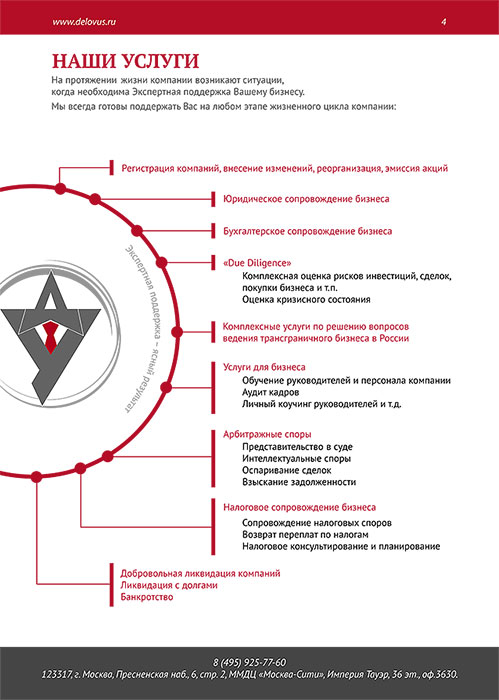 www.delovus.ru
4
НАШИ УСЛУГИ
На протяжении жизни компании возникают ситуации,
когда необходима Экспертная поддержка Вашему бизнесу.
Мы всегда готовы поддержать Вас на любом этапе жизненного цикла компании:
Регистрация компаний, внесение изменений, реорганизация, эмиссия акций
Юридическое сопровождение бизнеса
Бухгалтерское сопровождение бизнеса
«Due Diligence»
Комплексная оценка рисков инвестиций, сделок,
покупки бизнеса и т.п.
Оценка кризисного состояния
Экспертная поддержка – ясный результат
Комплексные услуги по решению вопросов
ведения трансграничного бизнеса в России
Услуги для бизнеса
Обучение руководителей и персонала компании
Аудит кадров
Личный коучинг руководителей и т.д.
Арбитражные споры
Представительство в суде
Интеллектуальные споры
Оспаривание сделок
Взыскание задолженности
Налоговое сопровождение бизнеса
Сопровождение налоговых споров
Возврат переплат по налогам
Налоговое консультирование и планирование
Добровольная ликвидация компаний
Ликвидация с долгами
Банкротство
8 (495) 925-77-60
123317, г. Москва, Пресненская наб., 6, стр. 2, ММДЦ «Москва-Сити», Империя Тауэр, 36 эт., оф.3630.